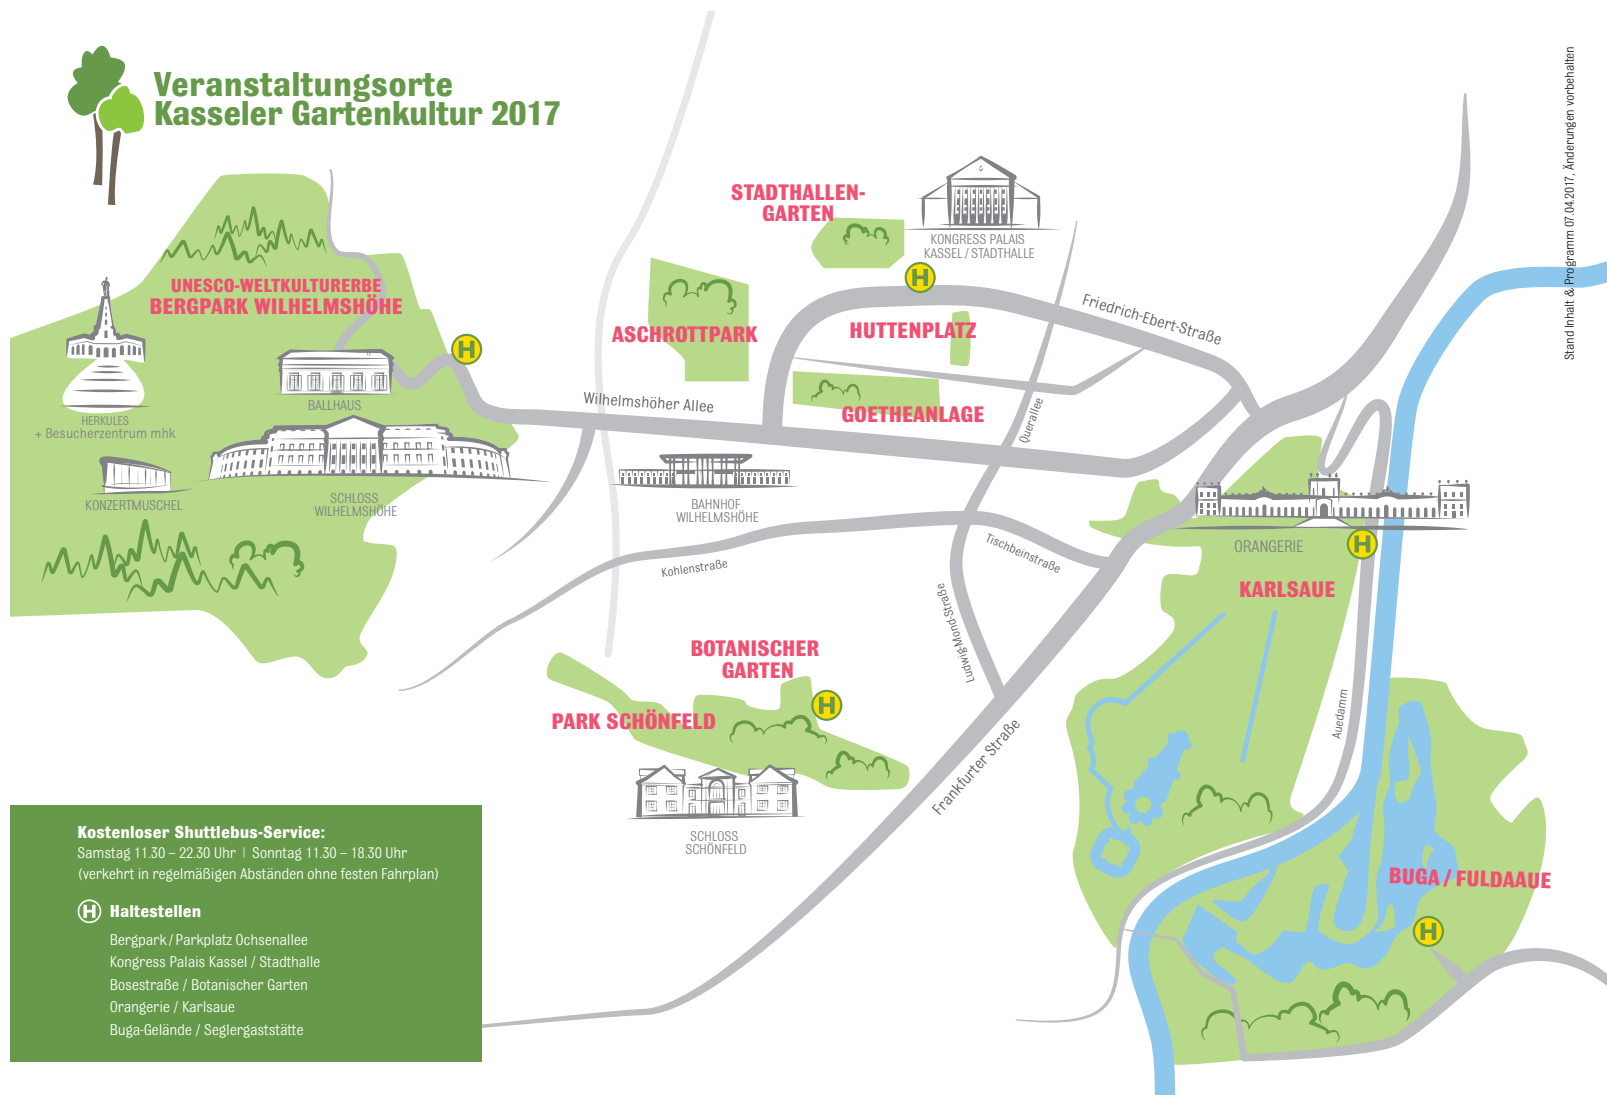 Veranstaltungsorte
Kasseler Gartenkultur 2017
Stand Inhalt & Programm 07.04.2017, Änderungen vorbehalten
STADTHALLEN-
GARTEN
KONGRESS PALAIS
KASSEL / STADTHALLE
H
UNESCO-WELTKULTURERBE
BERGPARK WILHELMSHÖHE
H
ASCHROTTPARK
HUTTENPLATZ
Friedrich-Ebert-Straße
HERKULES
+ Besucherzentrum mhk
BALLHAUS
Wilhelmshöher Allee
GOETHEANLAGE
Querallee
KONZERTMUSCHEL
SCHLOSS
WILHELMSHÖHE
BAHNHOF
WILHELMSHÖHE
Kohlenstraße
Tischbeinstraße
Ludwig-Mond-Straße
ORANGERIE
H
KARLSAUE
BOTANISCHER
GARTEN
H
PARK SCHÖNFELD
SCHLOSS
SCHÖNFELD
Frankfurter Straße
Auedamm
BUGA / FULDAAUE
H
Kostenloser Shuttlebus-Service:
Samstag 11.30 – 22.30 Uhr | Sonntag 11.30 – 18.30 Uhr
(verkehrt in regelmäßigen Abständen ohne festen Fahrplan)
H Haltestellen
Bergpark / Parkplatz Ochsenallee
Kongress Palais Kassel / Stadthalle
Bosestraße / Botanischer Garten
Orangerie / Karlsaue
Buga-Gelände / Seglergaststätte